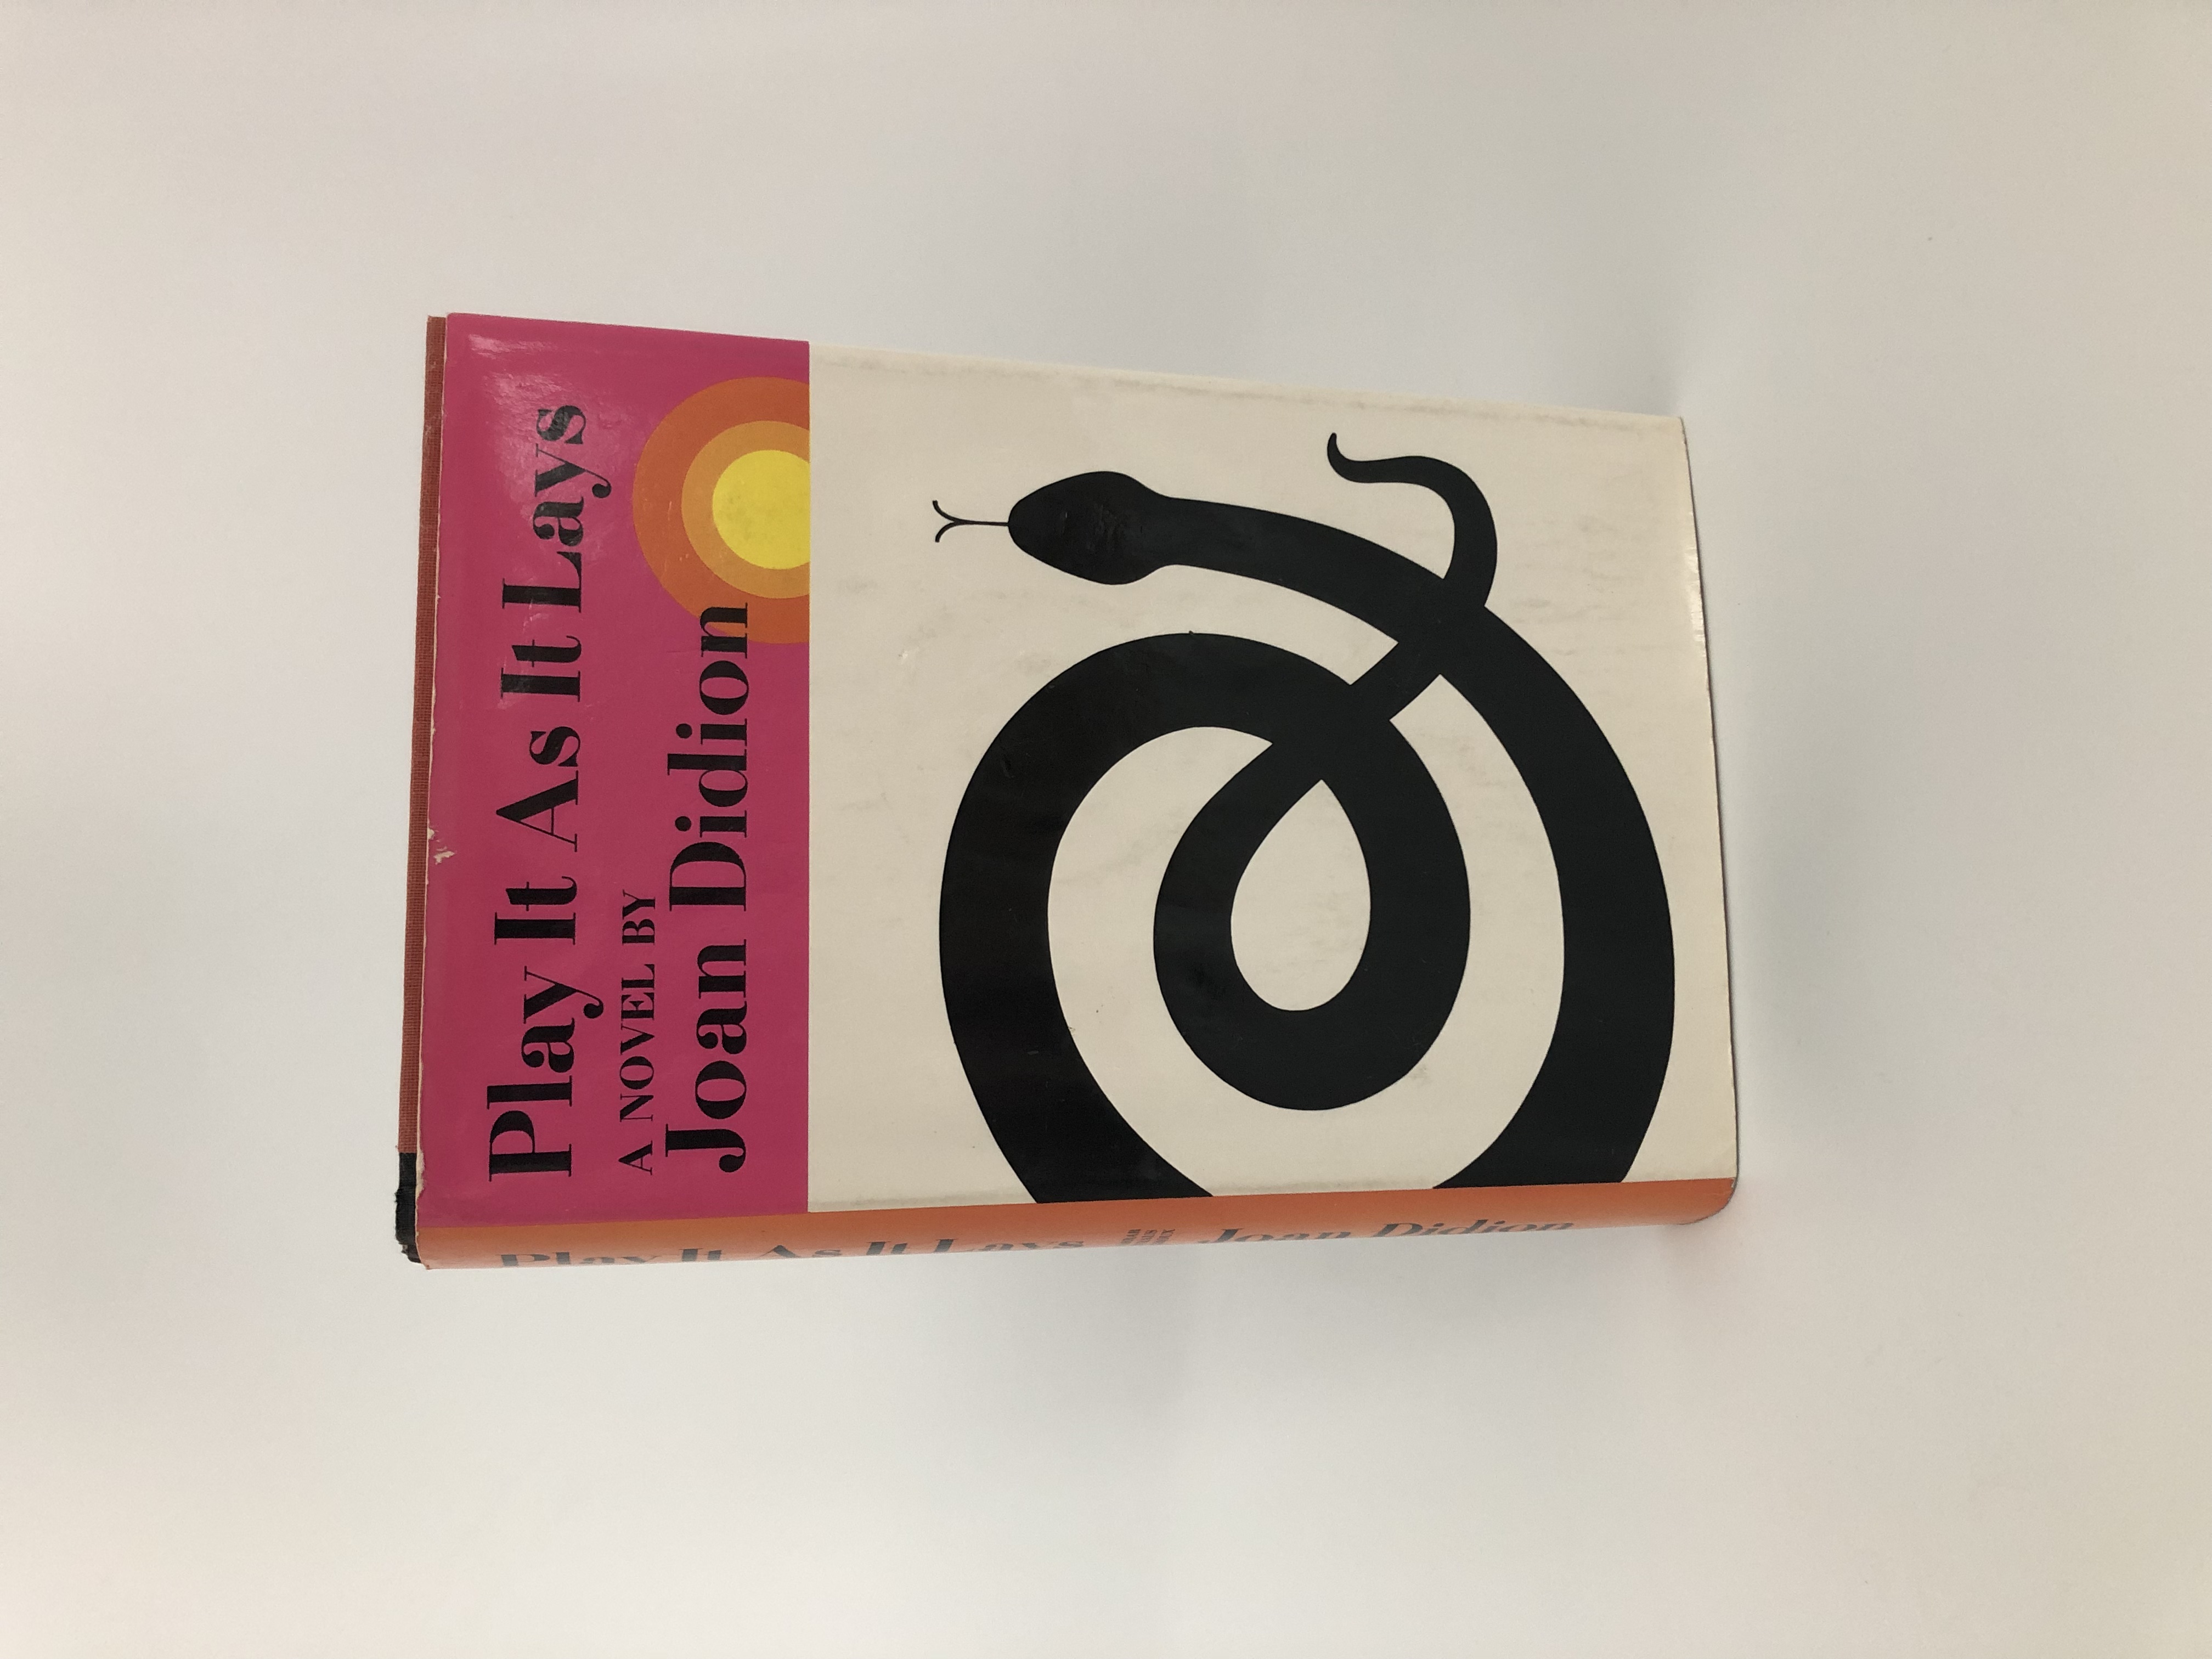 Play It As It Lays
A NOVEL BY
Joan Didion
Play It As It Lays Joan Didion